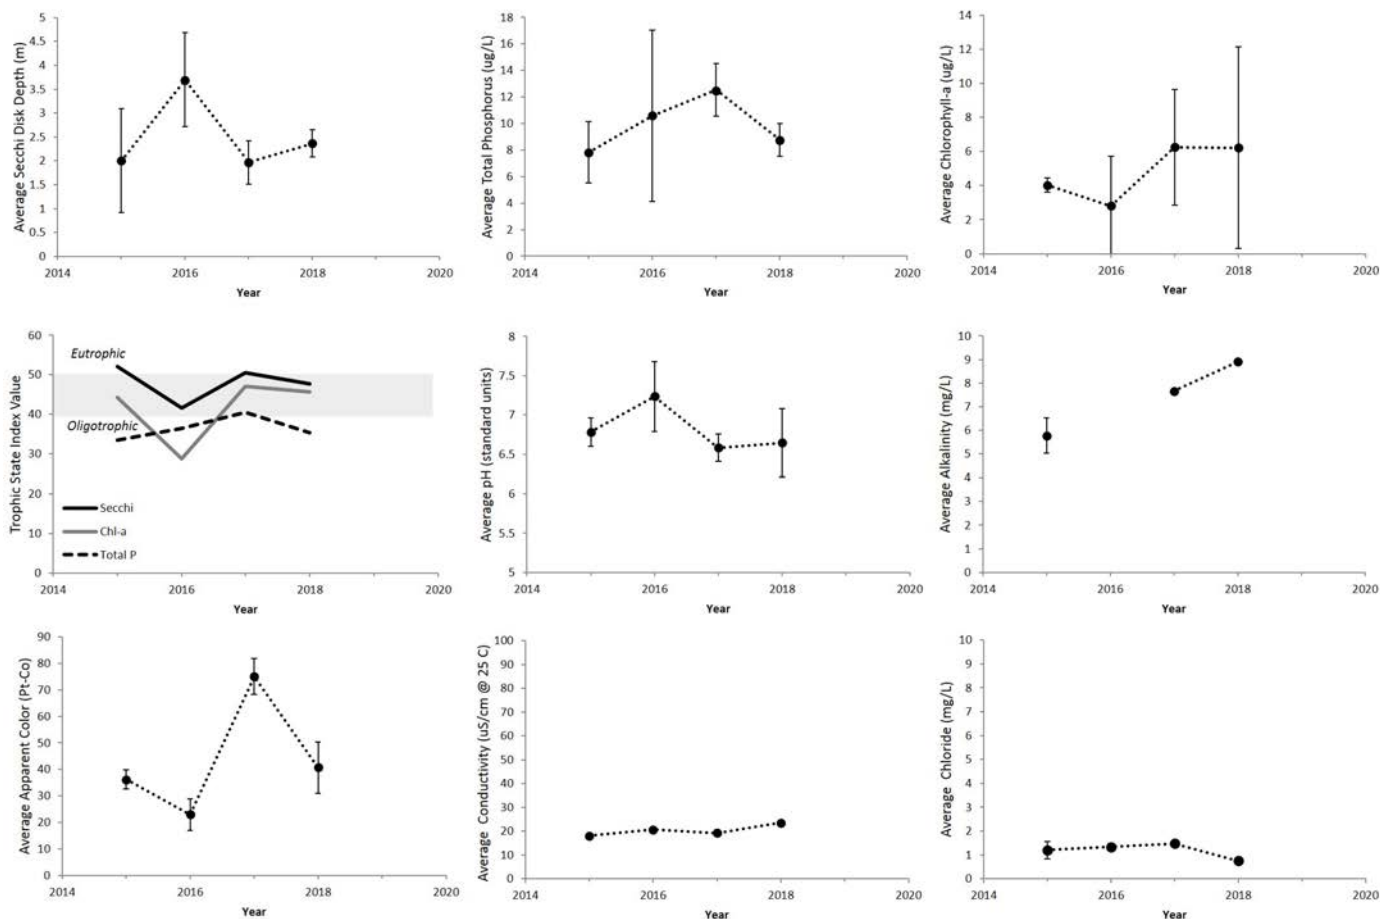 Average Secchi Disk Depth (m)
5
4.5
4
3.5
3
2.5
2
1.5
1
0.5
0
2014 2016 2018 2020
Year
Average Total Phosphorus (ug/L)
18
16
14
12
10
8
6
4
2
0
2014 2016 2018 2020
Year
Average Chlorophyll-a (ug/L)
14
12
10
8
6
4
2
0
2014 2016 2018 2020
Year
Trophic State Index Value
60
50
40
30
20
10
0
Eutrophic
Oligotrophic
Secchi
Chl-a
Total P
2014 2016 2018 2020
Year
Average pH (standard units)
8
7.5
7
6.5
6
5.5
5
2014 2016 2018 2020
Year
Average Alkalinity (mg/L)
10
9
8
7
6
5
4
3
2
1
0
2014 2016 2018 2020
Year
Average Apparent Color (Pt-Co)
90
80
70
60
50
40
30
20
10
0
2014 2016 2018 2020
Year
Average Conductivity (uS/cm @ 25 C)
100
90
80
70
60
50
40
30
20
10
0
2014 2016 2018 2020
Year
Average Chloride (mg/L)
10
9
8
7
6
5
4
3
2
1
0
2014 2016 2018 2020
Year